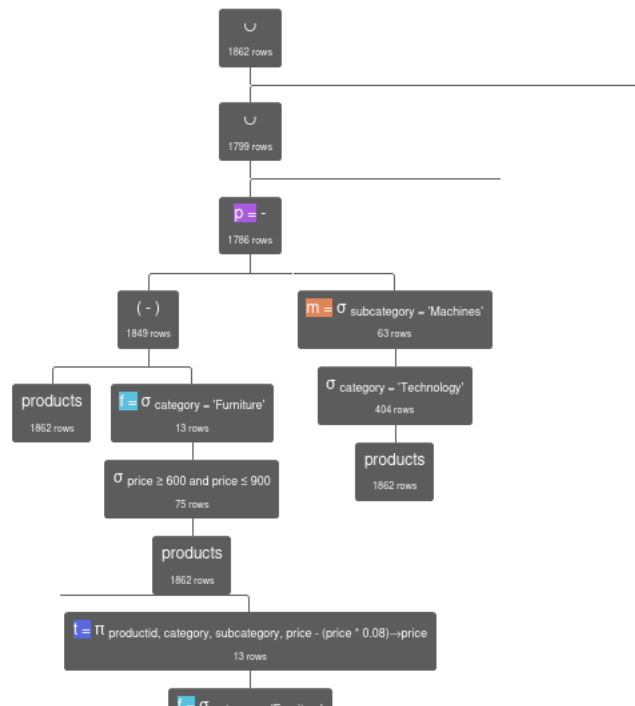 ∪
1862 rows
∪
1799 rows
p = -
1786 rows
( - )
1849 rows
m = σ subcategory = 'Machines'
63 rows
products
1862 rows
f = σ category = 'Furniture'
13 rows
σ category = 'Technology'
404 rows
σ price ≥ 600 and price ≤ 900
75 rows
products
1862 rows
products
1862 rows
t = π productid, category, subcategory, price - (price * 0.08)→price
13 rows
f = σ